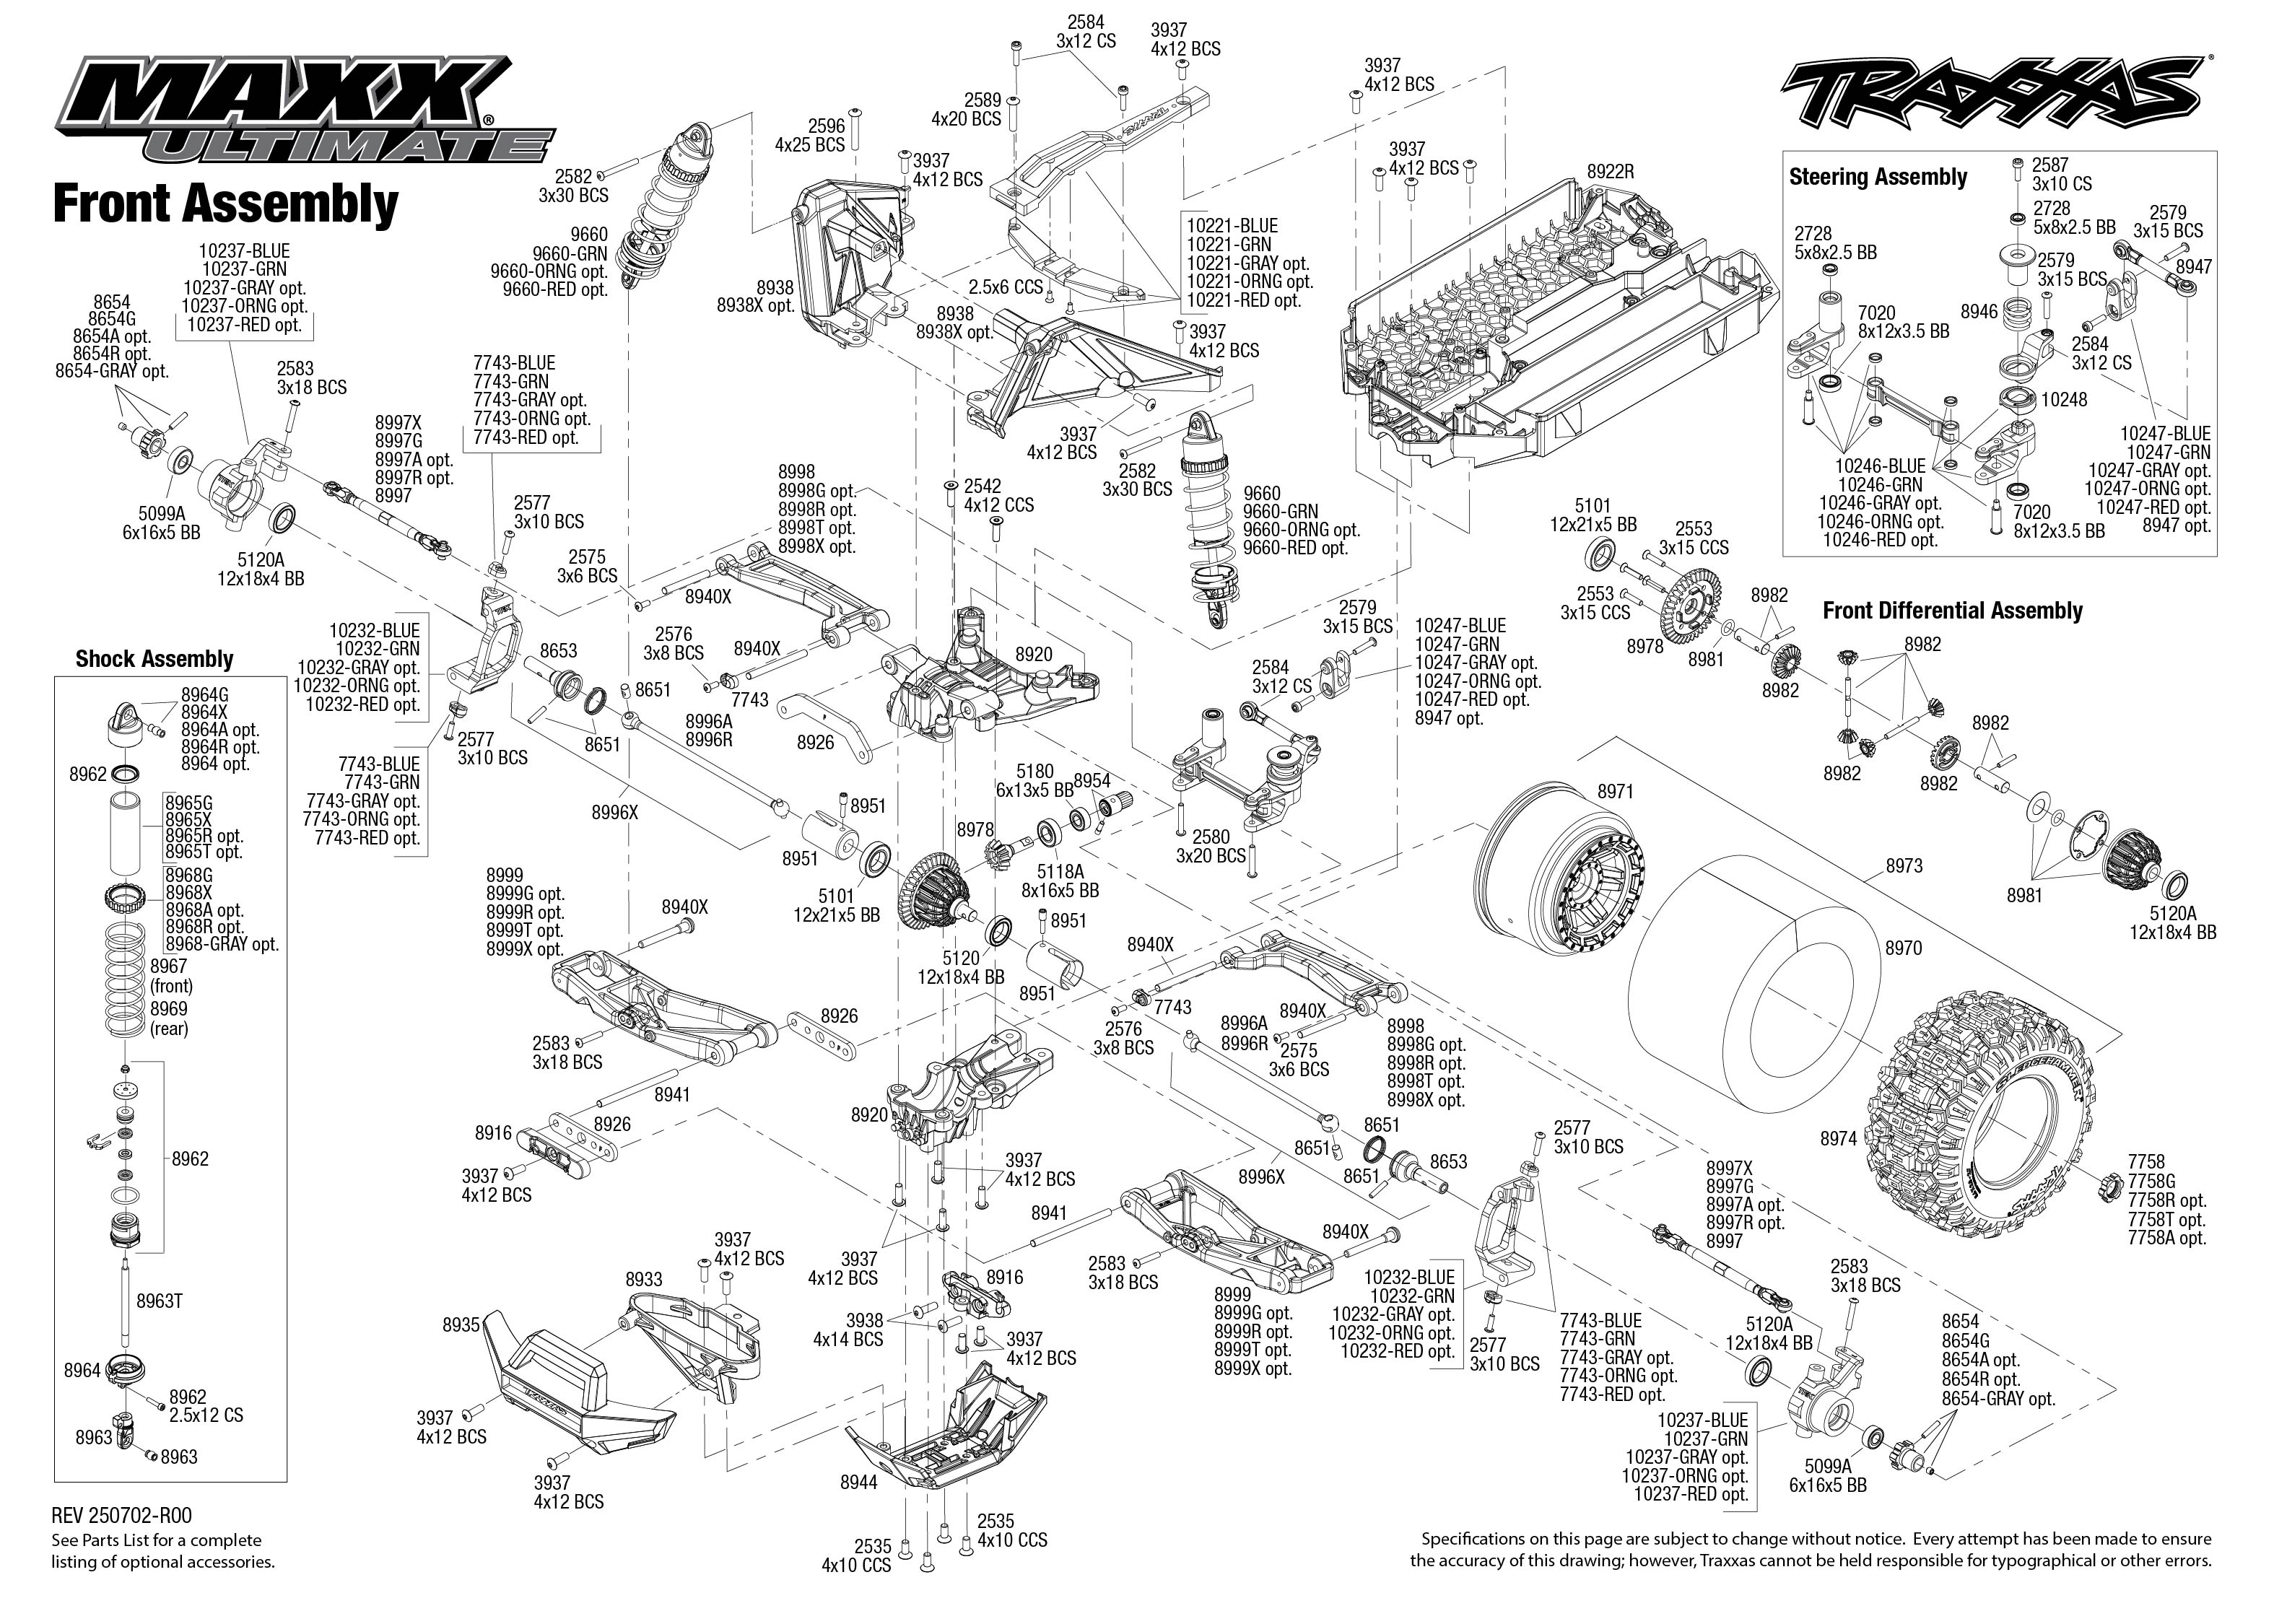 MAXX
ULTIMATE
Front Assembly
TRAXXAS
2584
3x12 CS
3937
4x12 BCS
2589
4x20 BCS
2596
4x25 BCS
3937
4x12 BCS
3937
4x12 BCS
3937
4x12 BCS
2582
3x30 BCS
9660
9660-GRN
9660-ORNG opt.
9660-RED opt.
8938
8938X opt.
2.5x6 CCS
8938
8938X opt.
10221-BLUE
10221-GRN
10221-GRAY opt.
10221-ORNG opt.
10221-RED opt.
3937
4x12 BCS
3937
4x12 BCS
2582
3x30 BCS
8922R
9660
9660-GRN
9660-ORNG opt.
9660-RED opt.
Steering Assembly
2587
3x10 CS
2728
5x8x2.5 BB
2728
5x8x2.5 BB
2579
3x15 BCS
2579
3x15 BCS
8947
8946
7020
8x12x3.5 BB
2584
3x12 CS
10248
10246-BLUE
10246-GRN
10246-GRAY opt.
10246-ORNG opt.
10246-RED opt.
7020
8x12x3.5 BB
10247-BLUE
10247-GRN
10247-GRAY opt.
10247-ORNG opt.
10247-RED opt.
8947 opt.
10237-BLUE
10237-GRN
10237-GRAY opt.
10237-ORNG opt.
10237-RED opt.
8654
8654G
8654A opt.
8654R opt.
8654-GRAY opt.
2583
3x18 BCS
5099A
6x16x5 BB
5120A
12x18x4 BB
8997X
8997G
8997A opt.
8997R opt.
8997
7743-BLUE
7743-GRN
7743-GRAY opt.
7743-ORNG opt.
7743-RED opt.
2577
3x10 BCS
8998
8998G opt.
8998R opt.
8998T opt.
8998X opt.
2542
4x12 CCS
2575
3x6 BCS
8940X
2576
3x8 BCS
8940X
7743
8920
8926
10232-BLUE
10232-GRN
10232-GRAY opt.
10232-ORNG opt.
10232-RED opt.
2577
3x10 BCS
7743-BLUE
7743-GRN
7743-GRAY opt.
7743-ORNG opt.
7743-RED opt.
8653
8651
8651
8996A
8996R
8996X
8951
8951
5101
12x21x5 BB
8978
5180
6x13x5 BB
8954
5118A
8x16x5 BB
5120
12x18x4 BB
8951
8951
2579
3x15 BCS
2584
3x12 CS
10247-BLUE
10247-GRN
10247-GRAY opt.
10247-ORNG opt.
10247-RED opt.
8947 opt.
2580
3x20 BCS
Front Differential Assembly
5101
12x21x5 BB
2553
3x15 CCS
2553
3x15 CCS
8978
8981
8982
8982
8982
8982
8982
8982
8981
5120A
12x18x4 BB
8971
8973
8970
8974
SLEDGEHAMMER
TRAXXAS
7758
7758G
7758R opt.
7758T opt.
7758A opt.
Shock Assembly
8964G
8964X
8964A opt.
8964R opt.
8964 opt.
8962
8965G
8965X
8965R opt.
8965T opt.
8968G
8968X
8968A opt.
8968R opt.
8968-GRAY opt.
8967
(front)
8969
(rear)
8962
8963T
8964
8962
2.5x12 CS
8963
8963
8999
8999G opt.
8999R opt.
8999T opt.
8999X opt.
8940X
2583
3x18 BCS
8926
8941
8926
8916
3937
4x12 BCS
8920
3937
4x12 BCS
3937
4x12 BCS
8933
3937
4x12 BCS
8935
TRAXXAS
3937
4x12 BCS
3937
4x12 BCS
8916
3938
4x14 BCS
3937
4x12 BCS
8944
2535
4x10 CCS
2535
4x10 CCS
8940X
7743
2576
3x8 BCS
8996A
8996R
8940X
2575
3x6 BCS
8998
8998G opt.
8998R opt.
8998T opt.
8998X opt.
8651
8651
8651
8653
8996X
8941
2583
3x18 BCS
8940X
8999
8999G opt.
8999R opt.
8999T opt.
8999X opt.
2577
3x10 BCS
10232-BLUE
10232-GRN
10232-GRAY opt.
10232-ORNG opt.
10232-RED opt.
2577
3x10 BCS
7743-BLUE
7743-GRN
7743-GRAY opt.
7743-ORNG opt.
7743-RED opt.
8997X
8997G
8997A opt.
8997R opt.
8997
2583
3x18 BCS
5120A
12x18x4 BB
8654
8654G
8654A opt.
8654R opt.
8654-GRAY opt.
10237-BLUE
10237-GRN
10237-GRAY opt.
10237-ORNG opt.
10237-RED opt.
5099A
6x16x5 BB
REV 250702-R00
See Parts List for a complete
listing of optional accessories.
Specifications on this page are subject to change without notice. Every attempt has been made to ensure
the accuracy of this drawing; however, Traxxas cannot be held responsible for typographical or other errors.